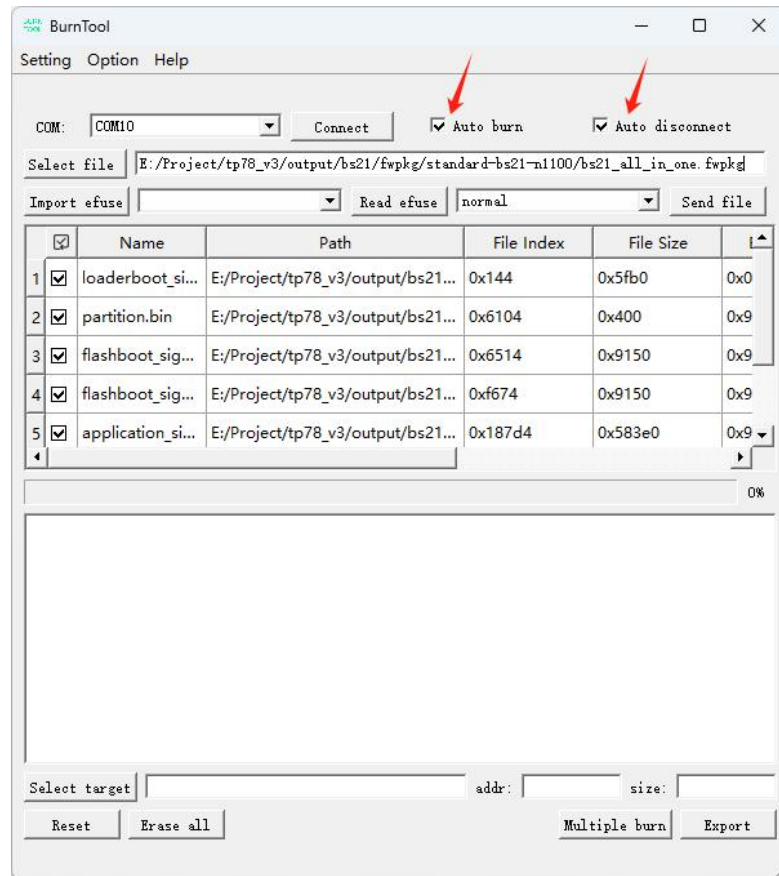 BurnTool
Setting Option Help
COM: COM10 Connect Auto burn Auto disconnect
Select file E:/Project/tp78_v3/output/bs21/fwpkg/standard-bs21-n1100/bs21_all_in_one.fwpkg
Import efuse Read efuse normal Send file
Name Path File Index File Size
1 loaderboot_si... E:/Project/tp78_v3/output/bs21... 0x144 0x5fb0 0x0
2 partition.bin E:/Project/tp78_v3/output/bs21... 0x6104 0x400 0x9
3 flashboot_sig... E:/Project/tp78_v3/output/bs21... 0x6514 0x9150 0x9
4 flashboot_sig... E:/Project/tp78_v3/output/bs21... 0xf674 0x9150 0x9
5 application_si... E:/Project/tp78_v3/output/bs21... 0x187d4 0x583e0 0x9
0%
Select target addr: size:
Reset Erase all Multiple burn Export